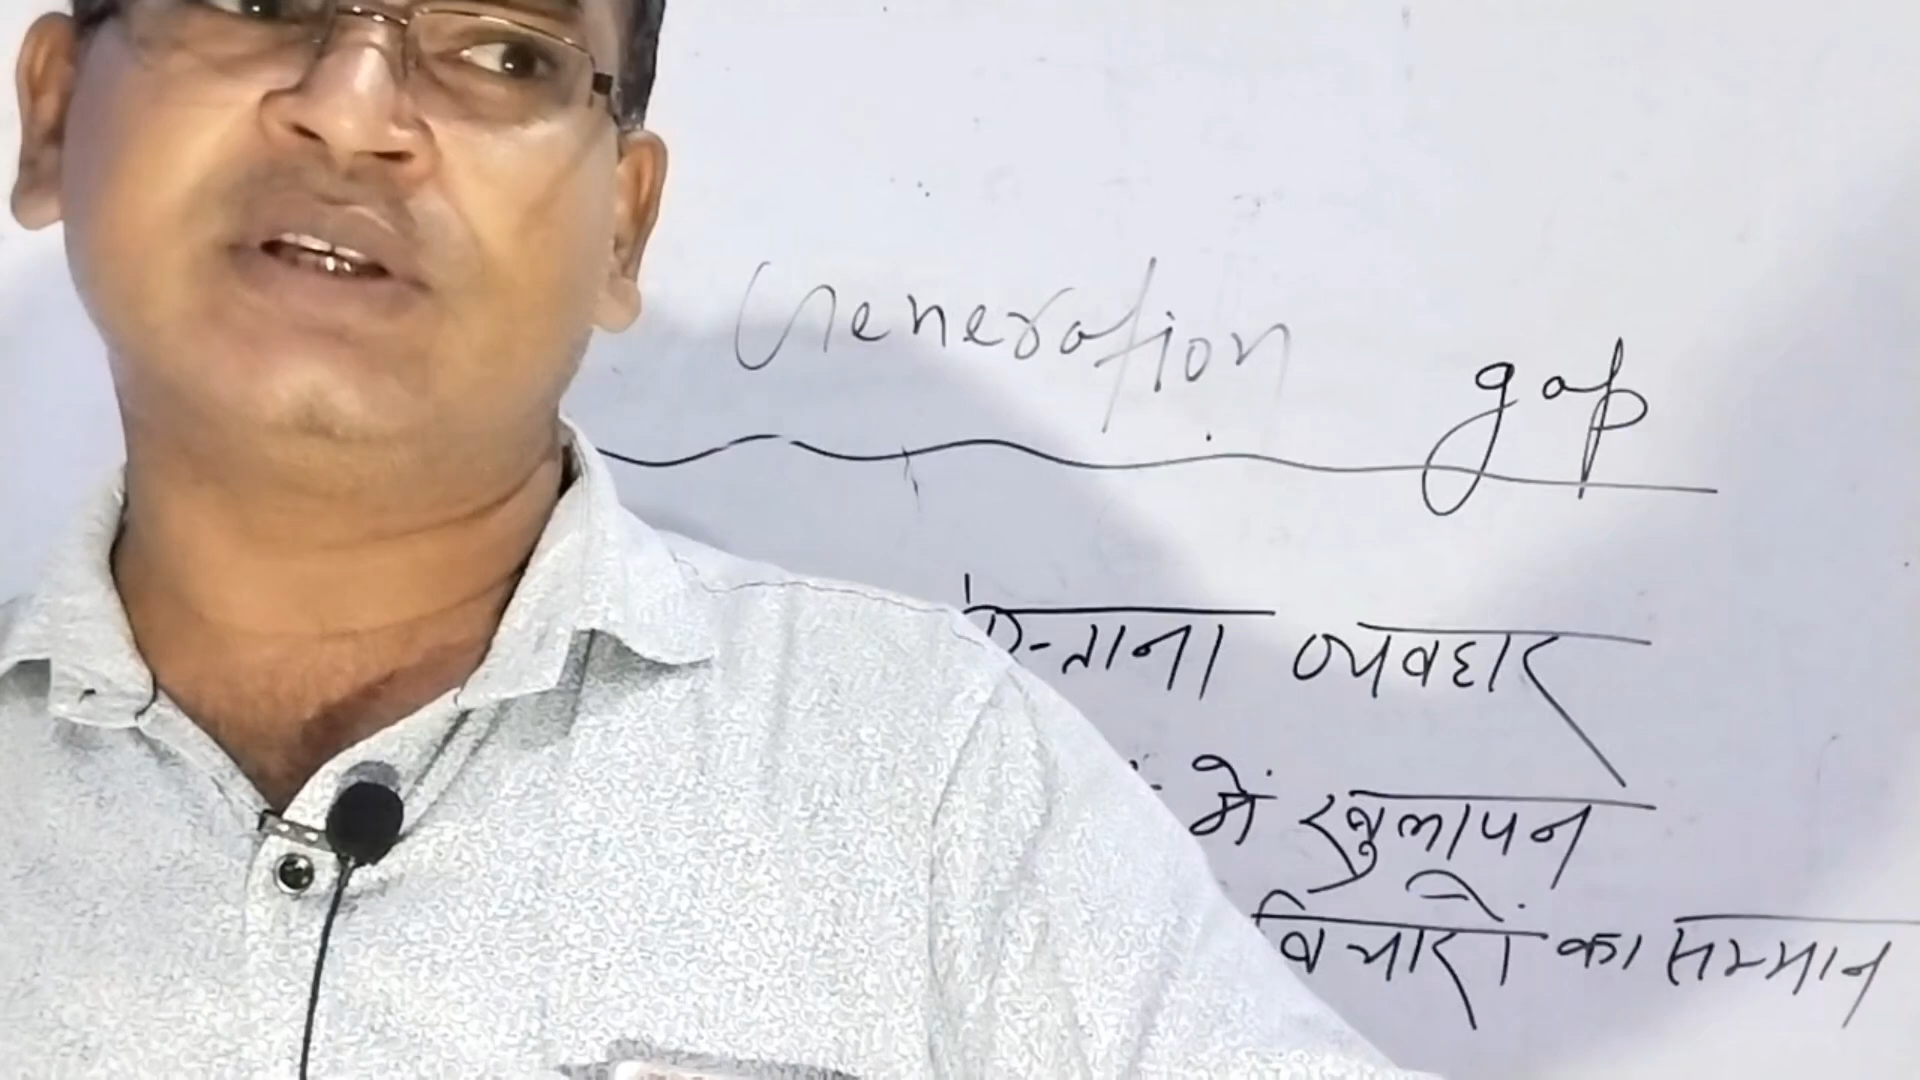 Generation gap
व्यवहार
में खुलापन
विचारों का सम्मान